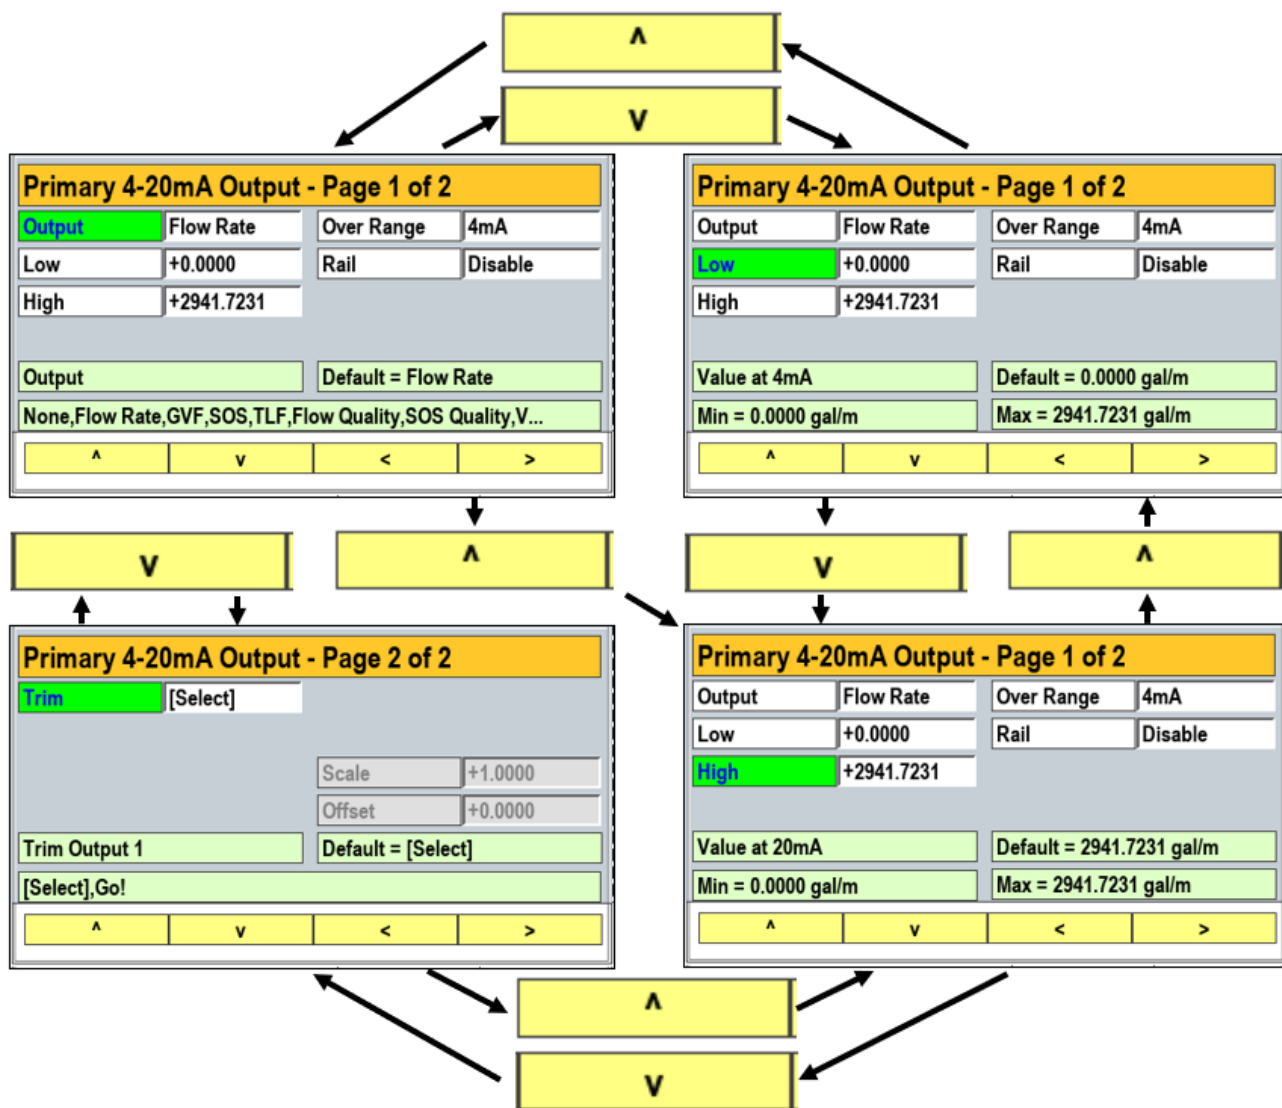 ʌ
v
Primary 4-20mA Output - Page 1 of 2
Output Flow Rate Over Range 4mA
Low +0.0000 Rail Disable
High +2941.7231
Output Default = Flow Rate
None,Flow Rate,GVF,SOS,TLF,Flow Quality,SOS Quality,V...
ʌ v < >
Primary 4-20mA Output - Page 1 of 2
Output Flow Rate Over Range 4mA
Low +0.0000 Rail Disable
High +2941.7231
Value at 4mA Default = 0.0000 gal/m
Min = 0.0000 gal/m Max = 2941.7231 gal/m
ʌ v < >
v ʌ v ʌ
Primary 4-20mA Output - Page 2 of 2
Trim [Select]
Scale +1.0000
Offset +0.0000
Trim Output 1 Default = [Select]
[Select],Go!
ʌ v < >
Primary 4-20mA Output - Page 1 of 2
Output Flow Rate Over Range 4mA
Low +0.0000 Rail Disable
High +2941.7231
Value at 20mA Default = 2941.7231 gal/m
Min = 0.0000 gal/m Max = 2941.7231 gal/m
ʌ v < >
ʌ
v